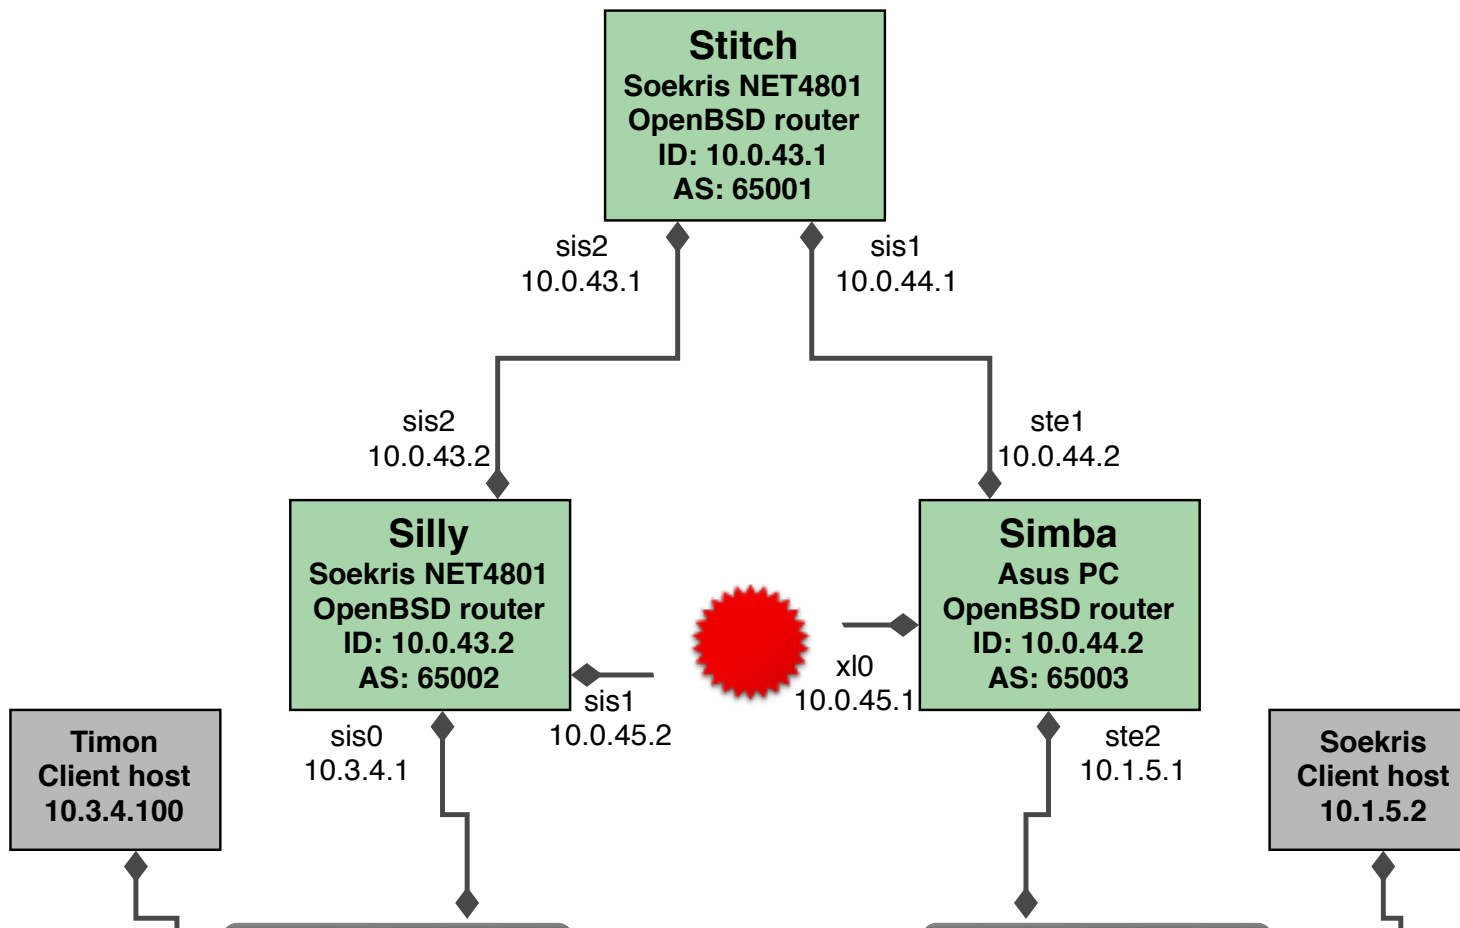 Stitch
Soekris NET4801
OpenBSD router
ID: 10.0.43.1
AS: 65001
sis2
10.0.43.1
sis1
10.0.44.1
sis2
10.0.43.2
ste1
10.0.44.2
Silly
Soekris NET4801
OpenBSD router
ID: 10.0.43.2
AS: 65002
Simba
Asus PC
OpenBSD router
ID: 10.0.44.2
AS: 65003
xl0
10.0.45.1
sis1
10.0.45.2
sis0
10.3.4.1
ste2
10.1.5.1
Timon
Client host
10.3.4.100
Soekris
Client host
10.1.5.2